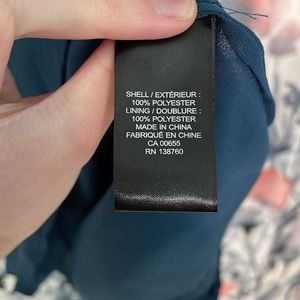 SHELL / EXTÉRIEUR :
100% POLYESTER
LINING / DOUBLURE :
100% POLYESTER
MADE IN CHINA
FABRIQUÉ EN CHINE
CA 00655
RN 138760